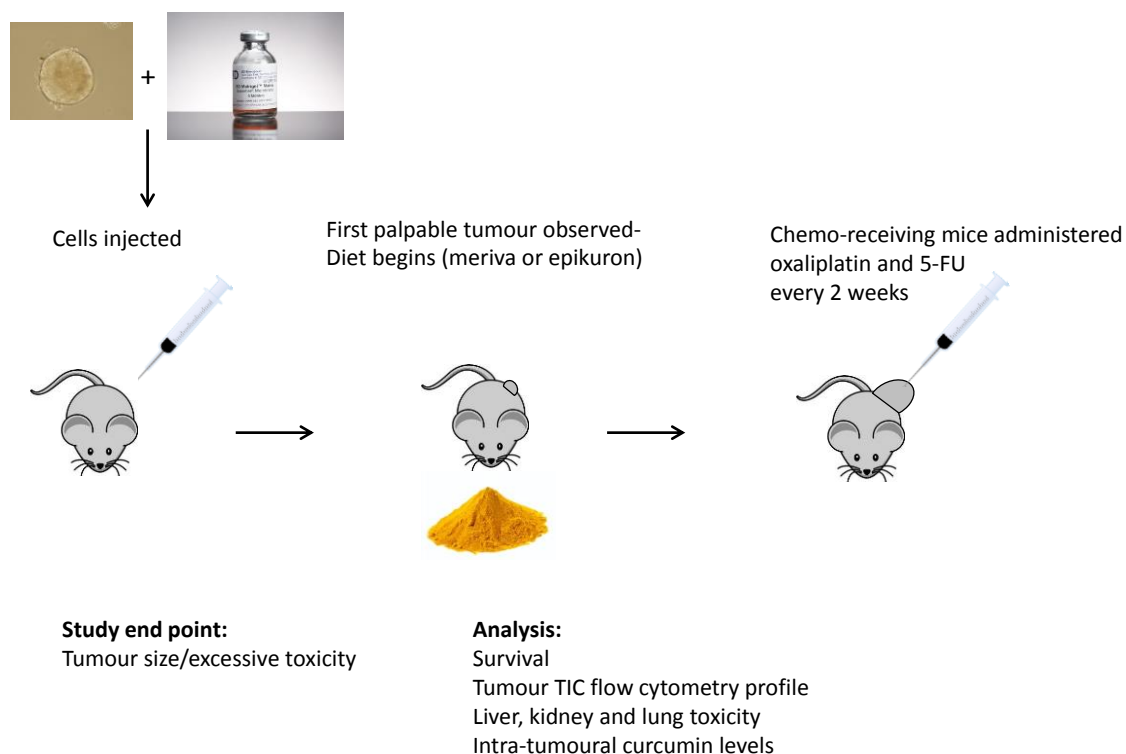 +
Matrigel™ Matrix
Cells injected
First palpable tumour observed-
Diet begins (meriva or epikuron)
Chemo-receiving mice administered
oxaliplatin and 5-FU
every 2 weeks
Study end point:
Tumour size/excessive toxicity
Analysis:
Survival
Tumour TIC flow cytometry profile
Liver, kidney and lung toxicity
Intra-tumoural curcumin levels